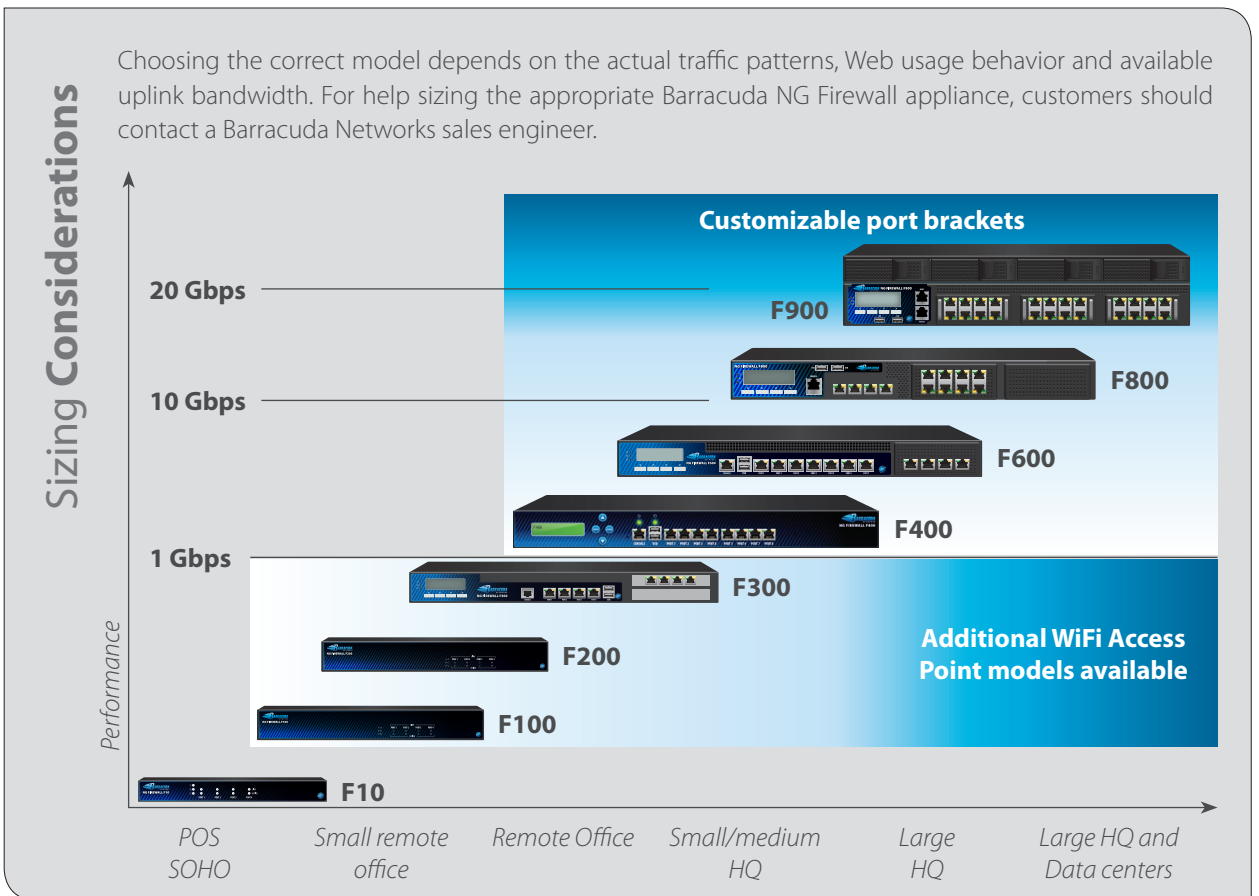 Sizing Considerations
Choosing the correct model depends on the actual traffic patterns, Web usage behavior and available
uplink bandwidth. For help sizing the appropriate Barracuda NG Firewall appliance, customers should
contact a Barracuda Networks sales engineer.
Customizable port brackets
20 Gbps
F900
F800
10 Gbps
F600
F400
1 Gbps
F300
Additional WiFi Access
Point models available
F200
F100
Performance
F10
POS
SOHO
Small remote
office
Remote Office
Small/medium
HQ
Large
HQ
Large HQ and
Data centers